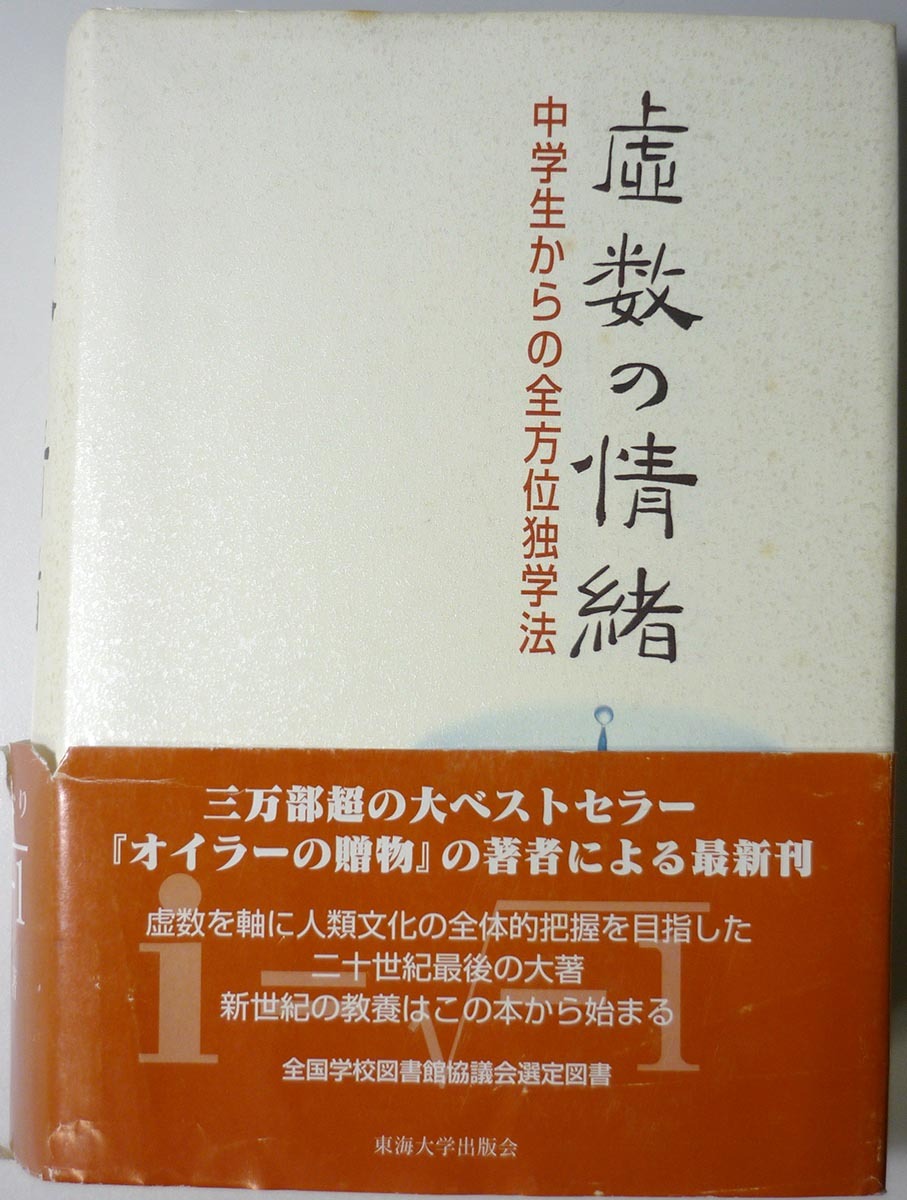 虚数の情緒
中学生からの全方位独学法
三万部超の大ベストセラー
『オイラーの贈物』の著者による最新刊
i=√-1
虚数を軸に人類文化の全体的把握を目指した
二十世紀最後の大著
新世紀の教養はこの本から始まる
全国学校図書館協議会選定図書
東海大学出版会